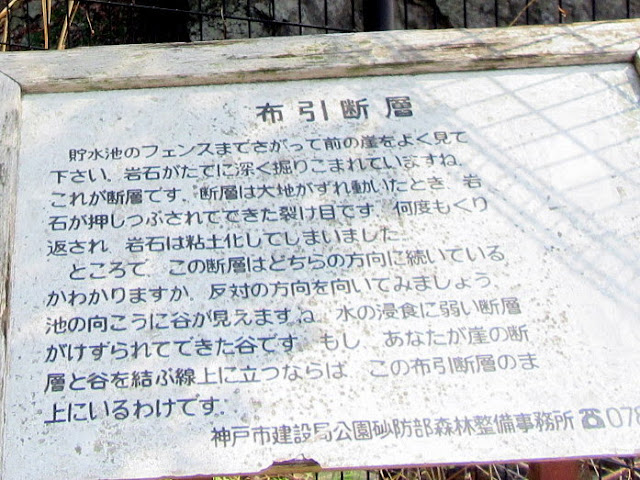 布引断層
貯水池のフェンスまでさがって前の崖をよく見て
下さい。岩石がたてに深く掘りこまれていますね。
これが断層です。断層は大地がずれ動いたとき、岩
石が押しつぶされてできた裂け目です。何度もくり
返され、岩石は粘土化してしまいました。
ところで、この断層はどちらの方向に続いている
かわかりますか。反対の方向を向いてみましょう。
池の向こうに谷が見えますね。水の浸食に弱い断層
がけずられてできた谷です。もし、あなたが崖の断
層と谷を結ぶ線上に立つならば、この布引断層のま
上にいるわけです。
神戸市建設局公園砂防部森林整備事務所 ☎078